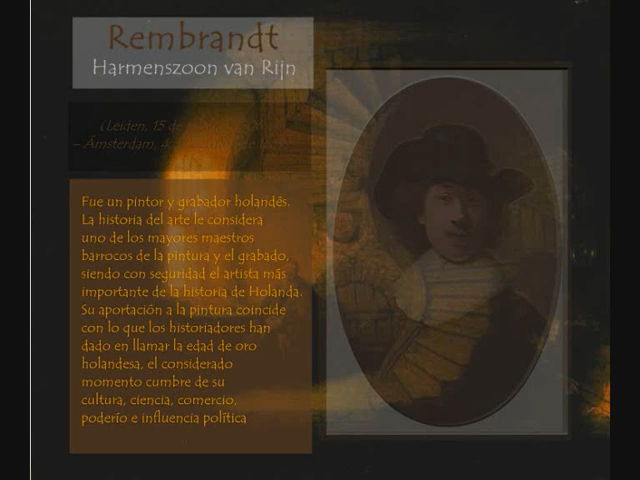 Rembrandt
Harmenszoon van Rijn
(Leiden, 15 de
– Ámsterdam, 4
Fue un pintor y grabador holandés.
La historia del arte le considera
uno de los mayores maestros
barrocos de la pintura y el grabado,
siendo con seguridad el artista más
importante de la historia de Holanda.
Su aportación a la pintura coincide
con lo que los historiadores han
dado en llamar la edad de oro
holandesa, el considerado
momento cumbre de su
cultura, ciencia, comercio,
poderío e influencia política